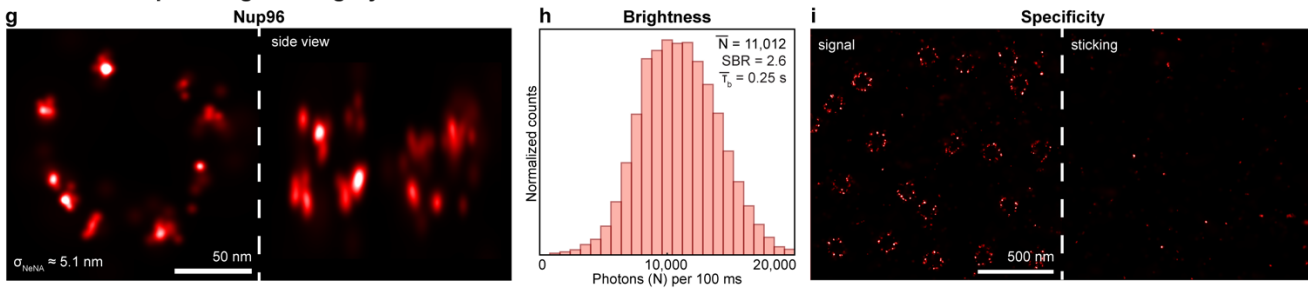 g
Nup96
side view
σNeNA ≈ 5.1 nm
50 nm
h
Brightness
N̅ = 11,012
SBR = 2.6
τ̅b = 0.25 s
Normalized counts
0
10,000
20,000
Photons (N) per 100 ms
i
Specificity
signal
sticking
500 nm